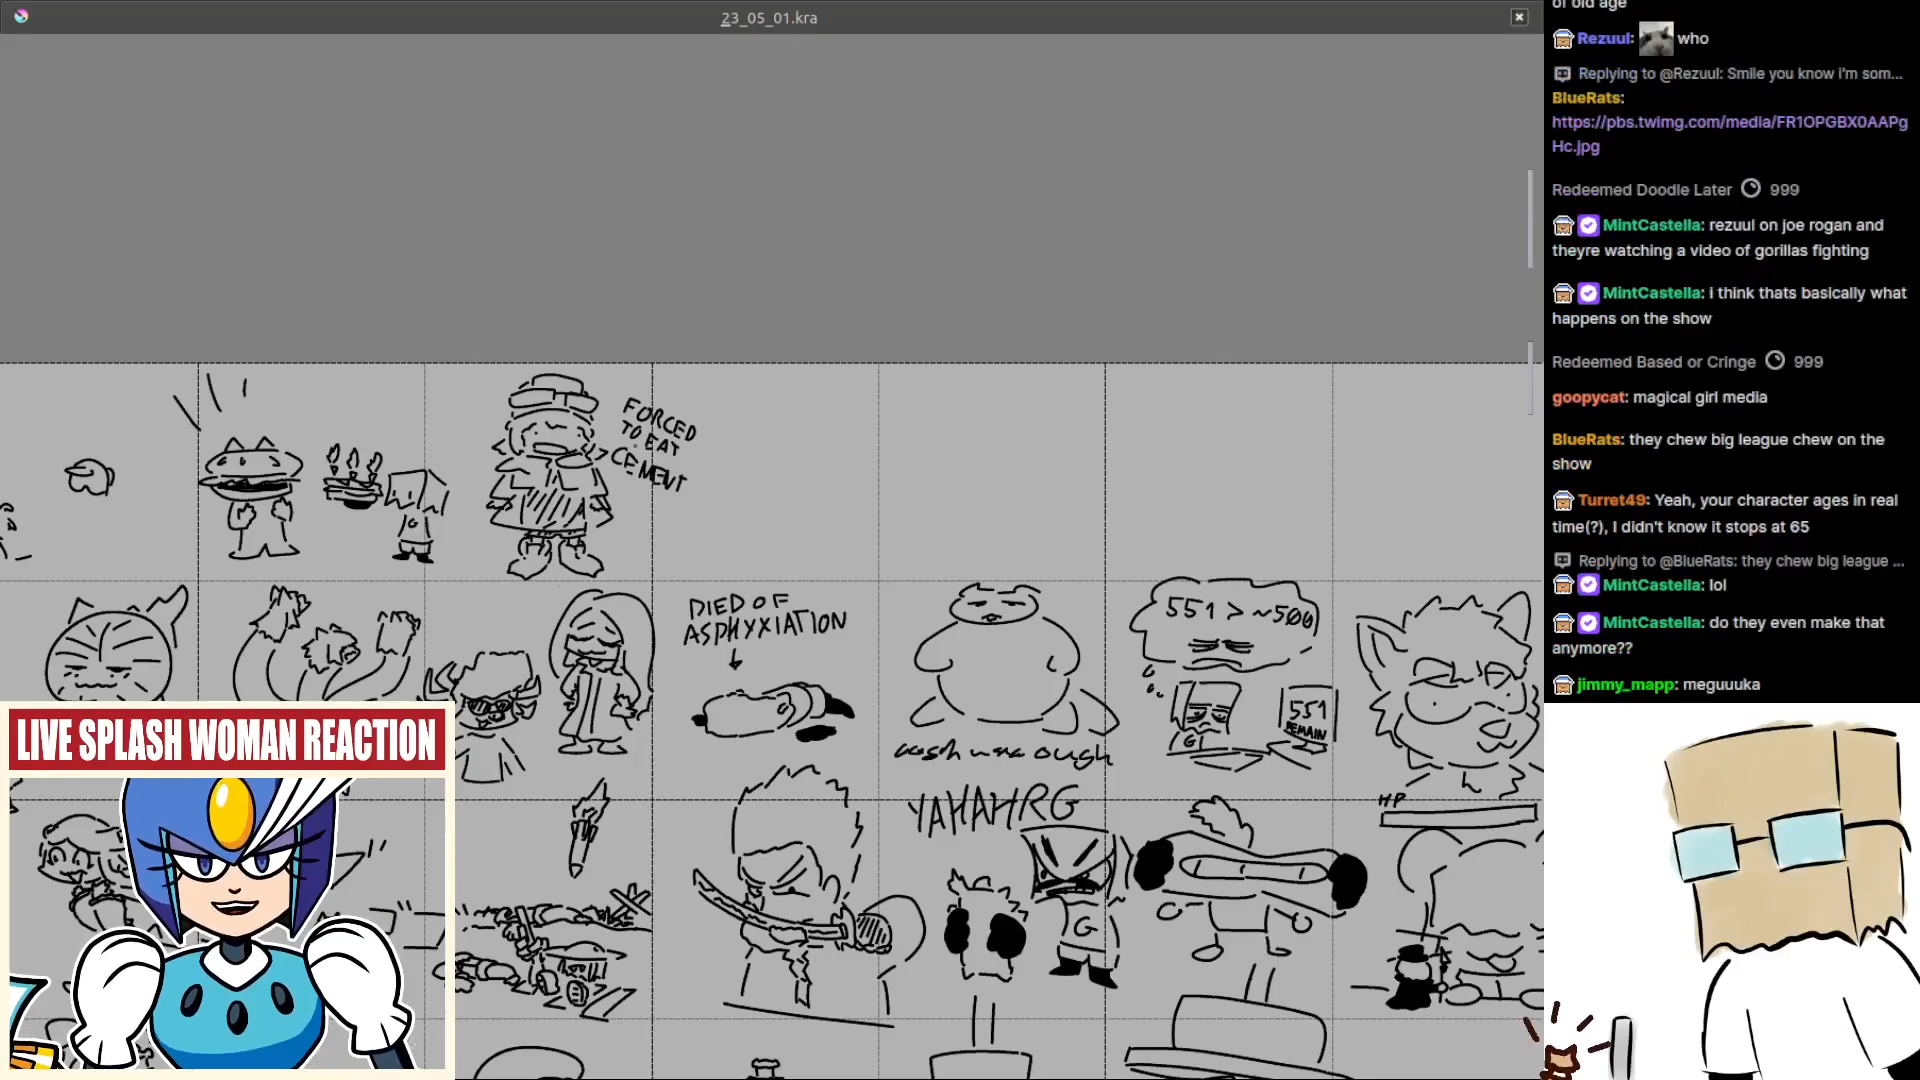 23_05_01.kra
of old age
Rezuul: who
Replying to @Rezuul: Smile you know i'm som...
BlueRats:
https://pbs.twimg.com/media/FR1OPGBX0AAPg
Hc.jpg
Redeemed Doodle Later 999
MintCastella: rezuul on joe rogan and
theyre watching a video of gorillas fighting
MintCastella: i think thats basically what
happens on the show
Redeemed Based or Cringe 999
goopycat: magical girl media
BlueRats: they chew big league chew on the
show
Turret49: Yeah, your character ages in real
time(?), I didn't know it stops at 65
Replying to @BlueRats: they chew big league ...
MintCastella: lol
MintCastella: do they even make that
anymore??
jimmy_mapp: meguuuka
FORCED
TO EAT
CEMENT
G
DIED OF
ASPHYXIATION
551 > ~500
551
REMAIN
G
LIVE SPLASH WOMAN REACTION
YAHAHRG
HP
G